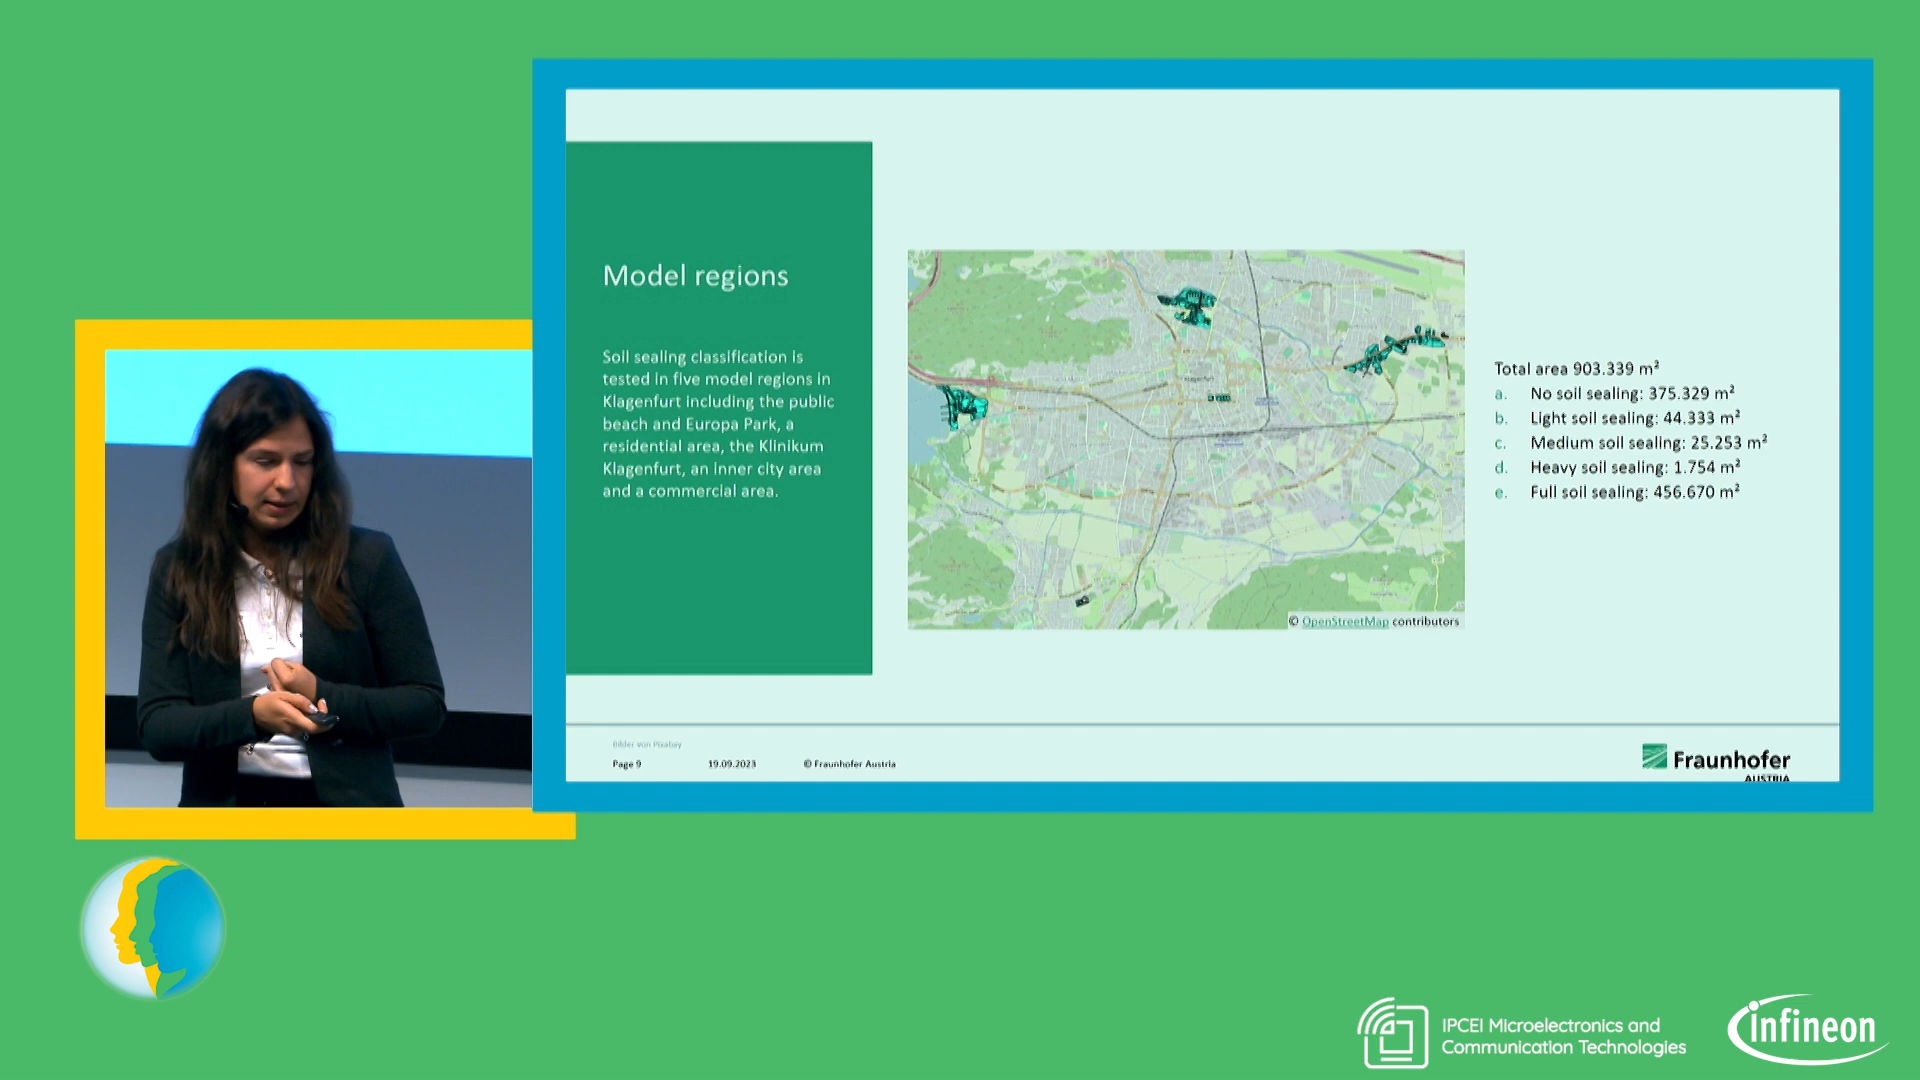 Model regions
Soil sealing classification is
tested in five model regions in
Klagenfurt including the public
beach and Europa Park, a
residential area, the Klinikum
Klagenfurt, an inner city area
and a commercial area.
© OpenStreetMap contributors
Total area 903.339 m²
a. No soil sealing: 375.329 m²
b. Light soil sealing: 44.333 m²
c. Medium soil sealing: 25.253 m²
d. Heavy soil sealing: 1.754 m²
e. Full soil sealing: 456.670 m²
Bilder von Pixabay
Page 9 19.09.2023 © Fraunhofer Austria
Fraunhofer
AUSTRIA
IPCEI Microelectronics and
Communication Technologies
infineon